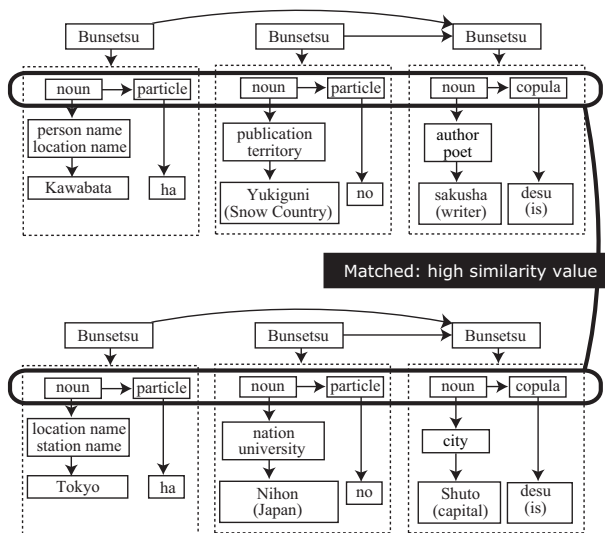 Bunsetsu Bunsetsu Bunsetsu
noun particle noun particle noun copula
person name
location name
publication
territory
author
poet
Kawabata ha Yukiguni
(Snow Country)
no sakusha
(writer)
desu
(is)
Matched: high similarity value
Bunsetsu Bunsetsu Bunsetsu
noun particle noun particle noun copula
location name
station name
nation
university
city
Tokyo ha Nihon
(Japan)
no Shuto
(capital)
desu
(is)